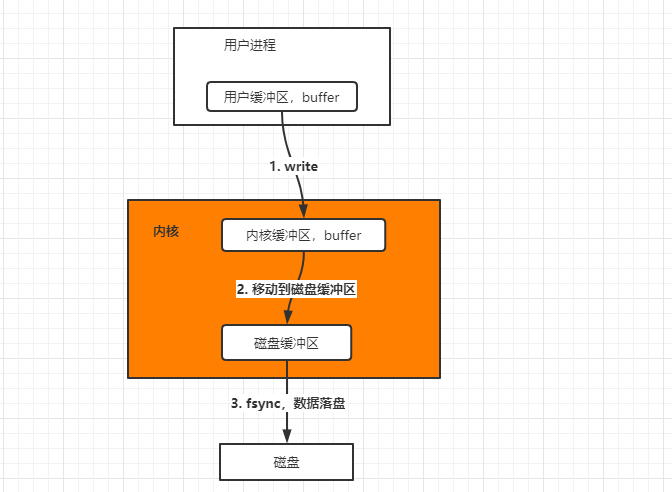 用户进程
用户缓冲区，buffer
1. write
内核
内核缓冲区，buffer
2. 移动到磁盘缓冲区
磁盘缓冲区
3. fsync，数据落盘
磁盘